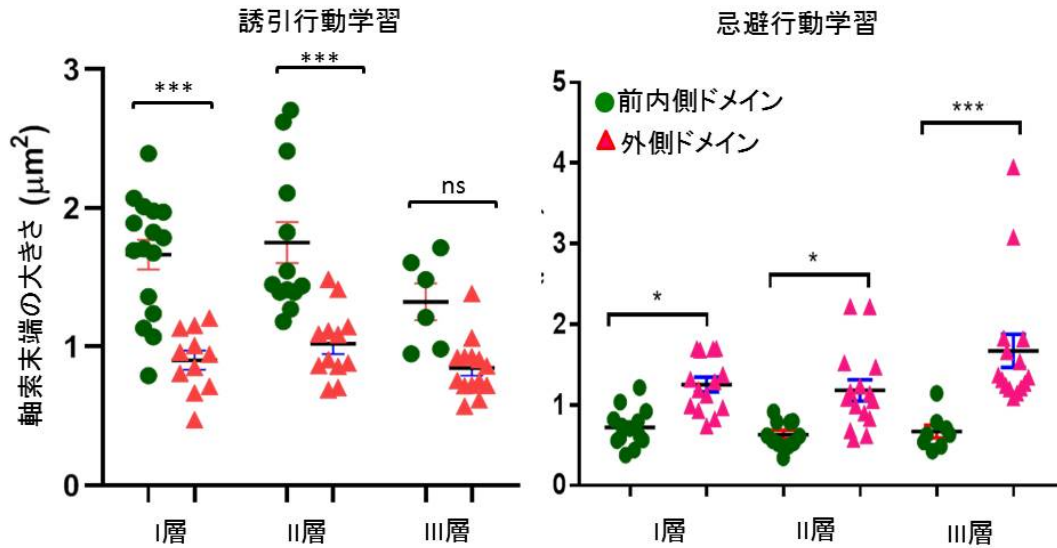 誘引行動学習
忌避行動学習
軸索末端の大きさ (μm²)
3
2
1
0
***
***
ns
I層
II層
III層
5
4
3
2
1
0
前内側ドメイン
外側ドメイン
*
*
***
I層
II層
III層